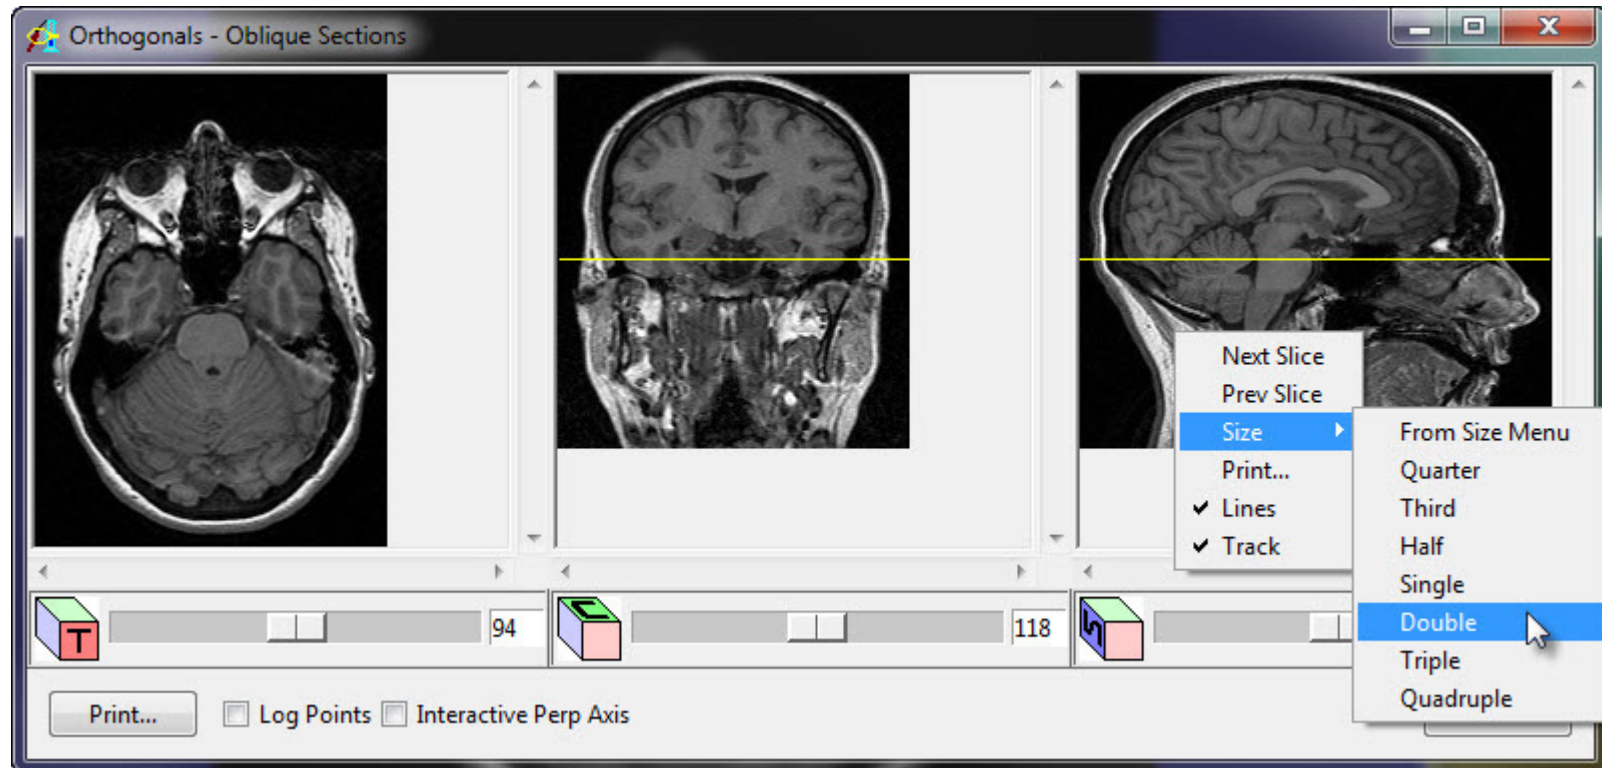 Orthogonals - Oblique Sections
Next Slice
Prev Slice
Size
Print...
Lines
Track
From Size Menu
Quarter
Third
Half
Single
Double
Triple
Quadruple
T
94
C
118
S
Print...
Log Points
Interactive Perp Axis